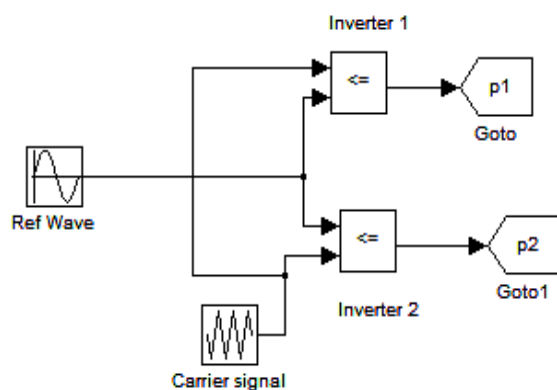 Inverter 1
<=
p1
Goto
Ref Wave
<=
p2
Goto1
Inverter 2
Carrier signal